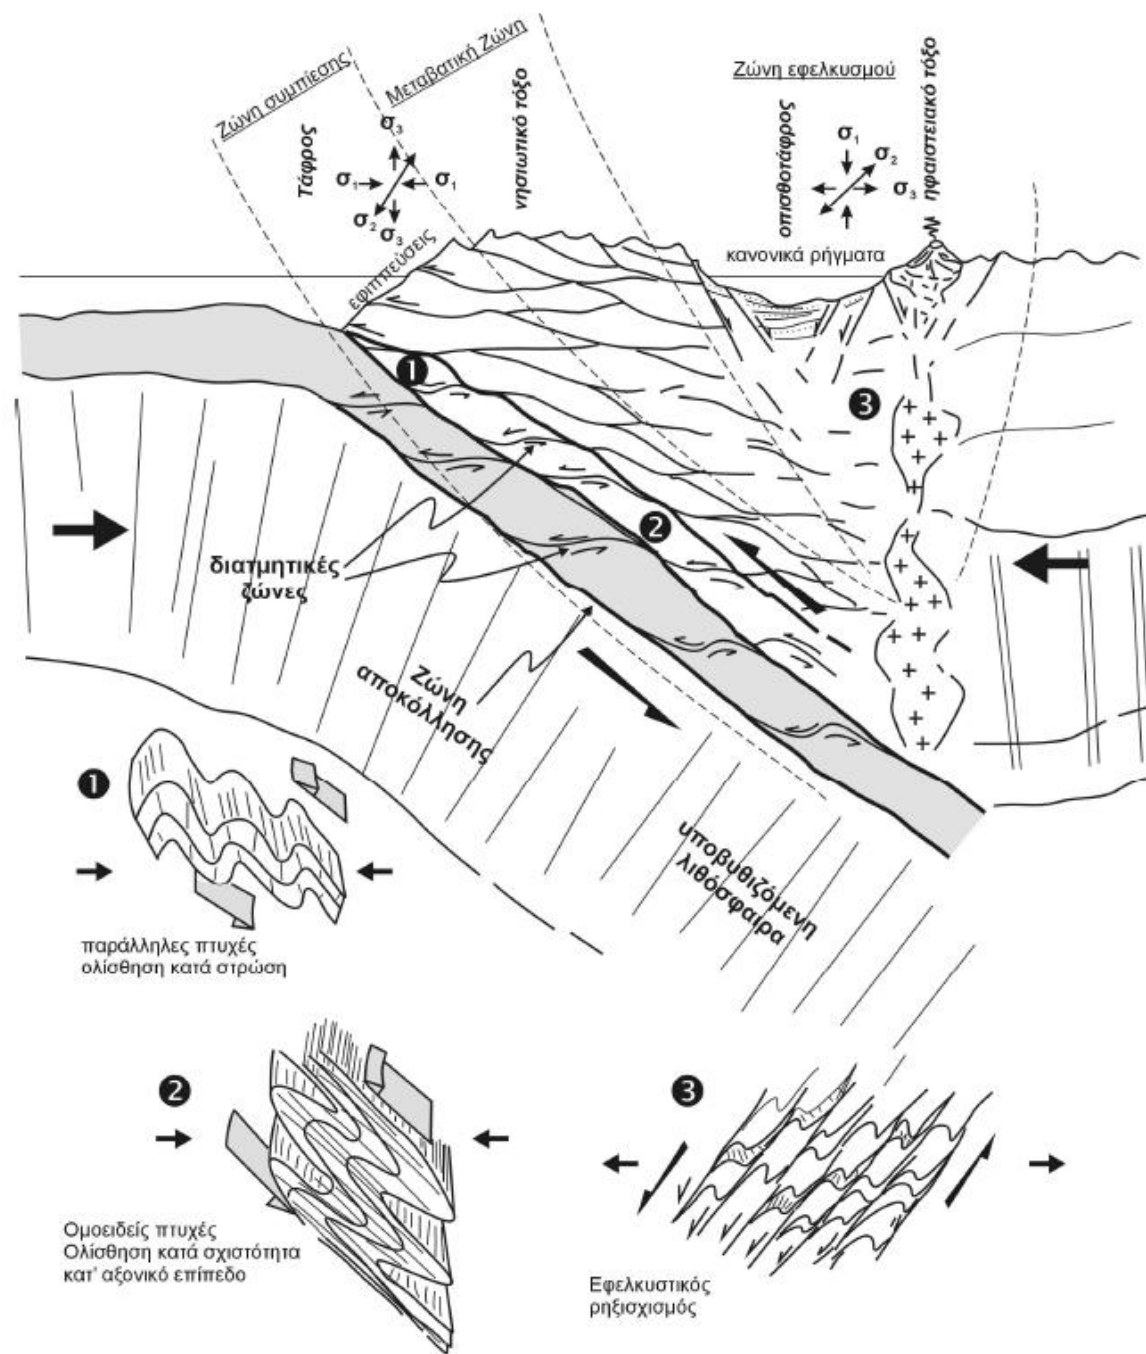 Ζώνη συμπίεσης
Μεταβατική Ζώνη
Ζώνη εφελκυσμού
Τάφρος
νησιωτικό τόξο
οπισθοτάφρος
ηφαιστειακό τόξο
σ3
σ1
σ1
σ2
σ3
σ1
σ2
σ3
εφιππεύσεις
κανονικά ρήγματα
1
2
3
διατμητικές
ζώνες
Ζώνη
αποκόλλησης
υποβυθιζόμενη
λιθόσφαιρα
1
παράλληλες πτυχές
ολίσθηση κατά στρώση
2
Ομοειδείς πτυχές
Ολίσθηση κατά σχιστότητα
κατ' αξονικό επίπεδο
3
Εφελκυστικός
ρηξισχισμός